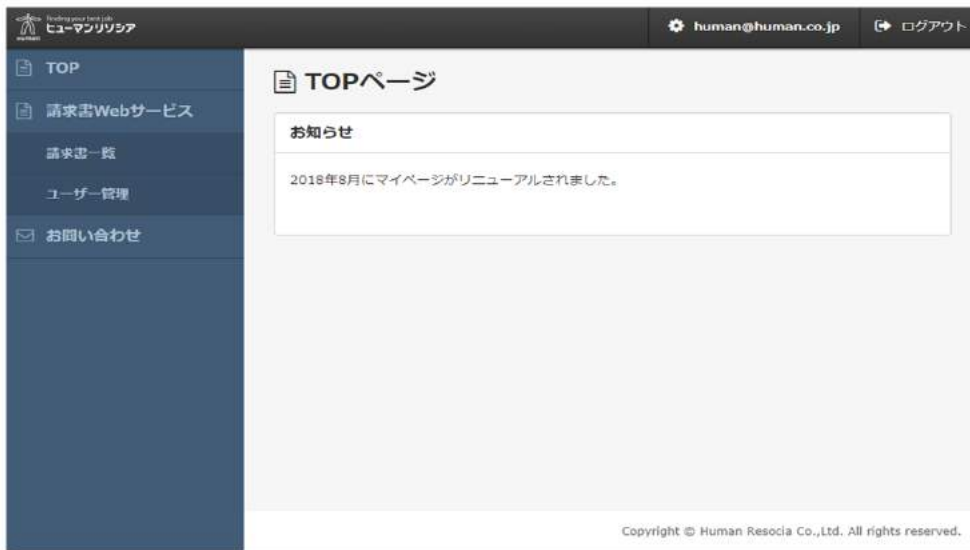 Finding your best job
ヒューマンリソシア
human@human.co.jp
ログアウト
TOP
請求書Webサービス
請求書一覧
ユーザー管理
お問い合わせ
TOPページ
お知らせ
2018年8月にマイページがリニューアルされました。
Copyright © Human Resocia Co.,Ltd. All rights reserved.